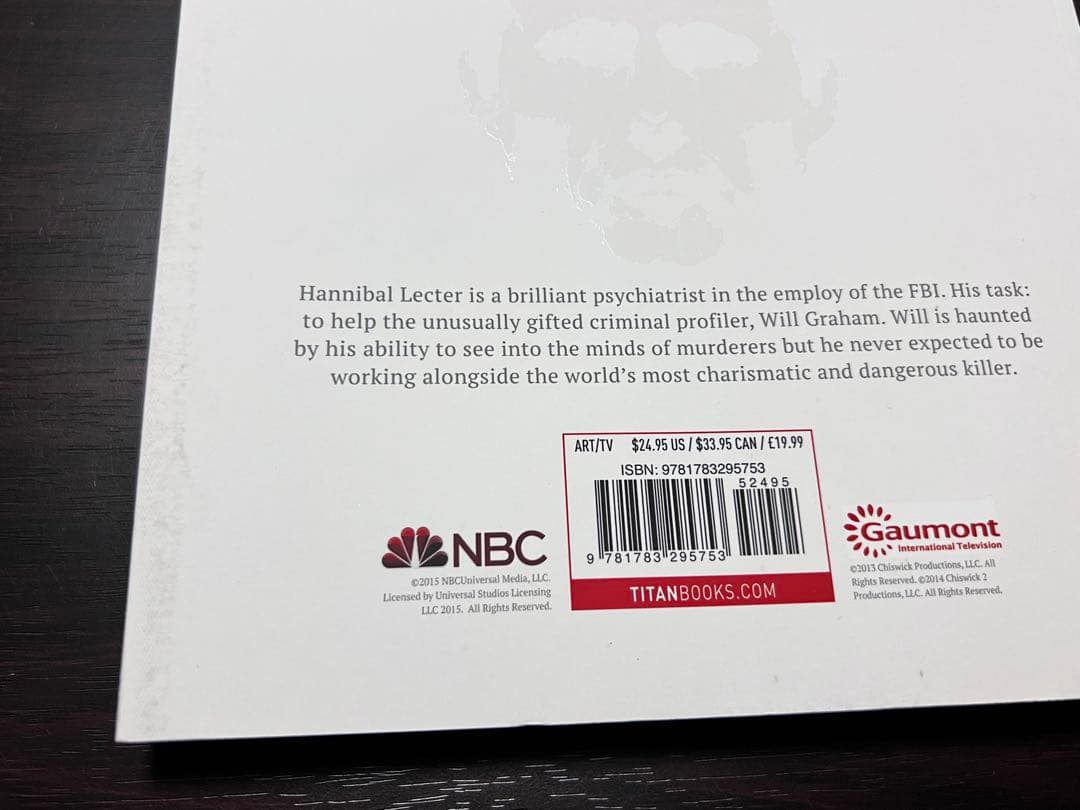 Hannibal Lecter is a brilliant psychiatrist in the employ of the FBI. His task:
to help the unusually gifted criminal profiler, Will Graham. Will is haunted
by his ability to see into the minds of murderers but he never expected to be
working alongside the world's most charismatic and dangerous killer.
ART/TV $24.95 US / $33.95 CAN / £19.99
ISBN: 9781783295753
52495
9 781783 295753
TITANBOOKS.COM
NBC
©2015 NBCUniversal Media, LLC.
Licensed by Universal Studios Licensing
LLC 2015. All Rights Reserved.
Gaumont
International Television
©2013 Chiswick Productions, LLC. All
Rights Reserved. ©2014 Chiswick 2
Productions, LLC. All Rights Reserved.